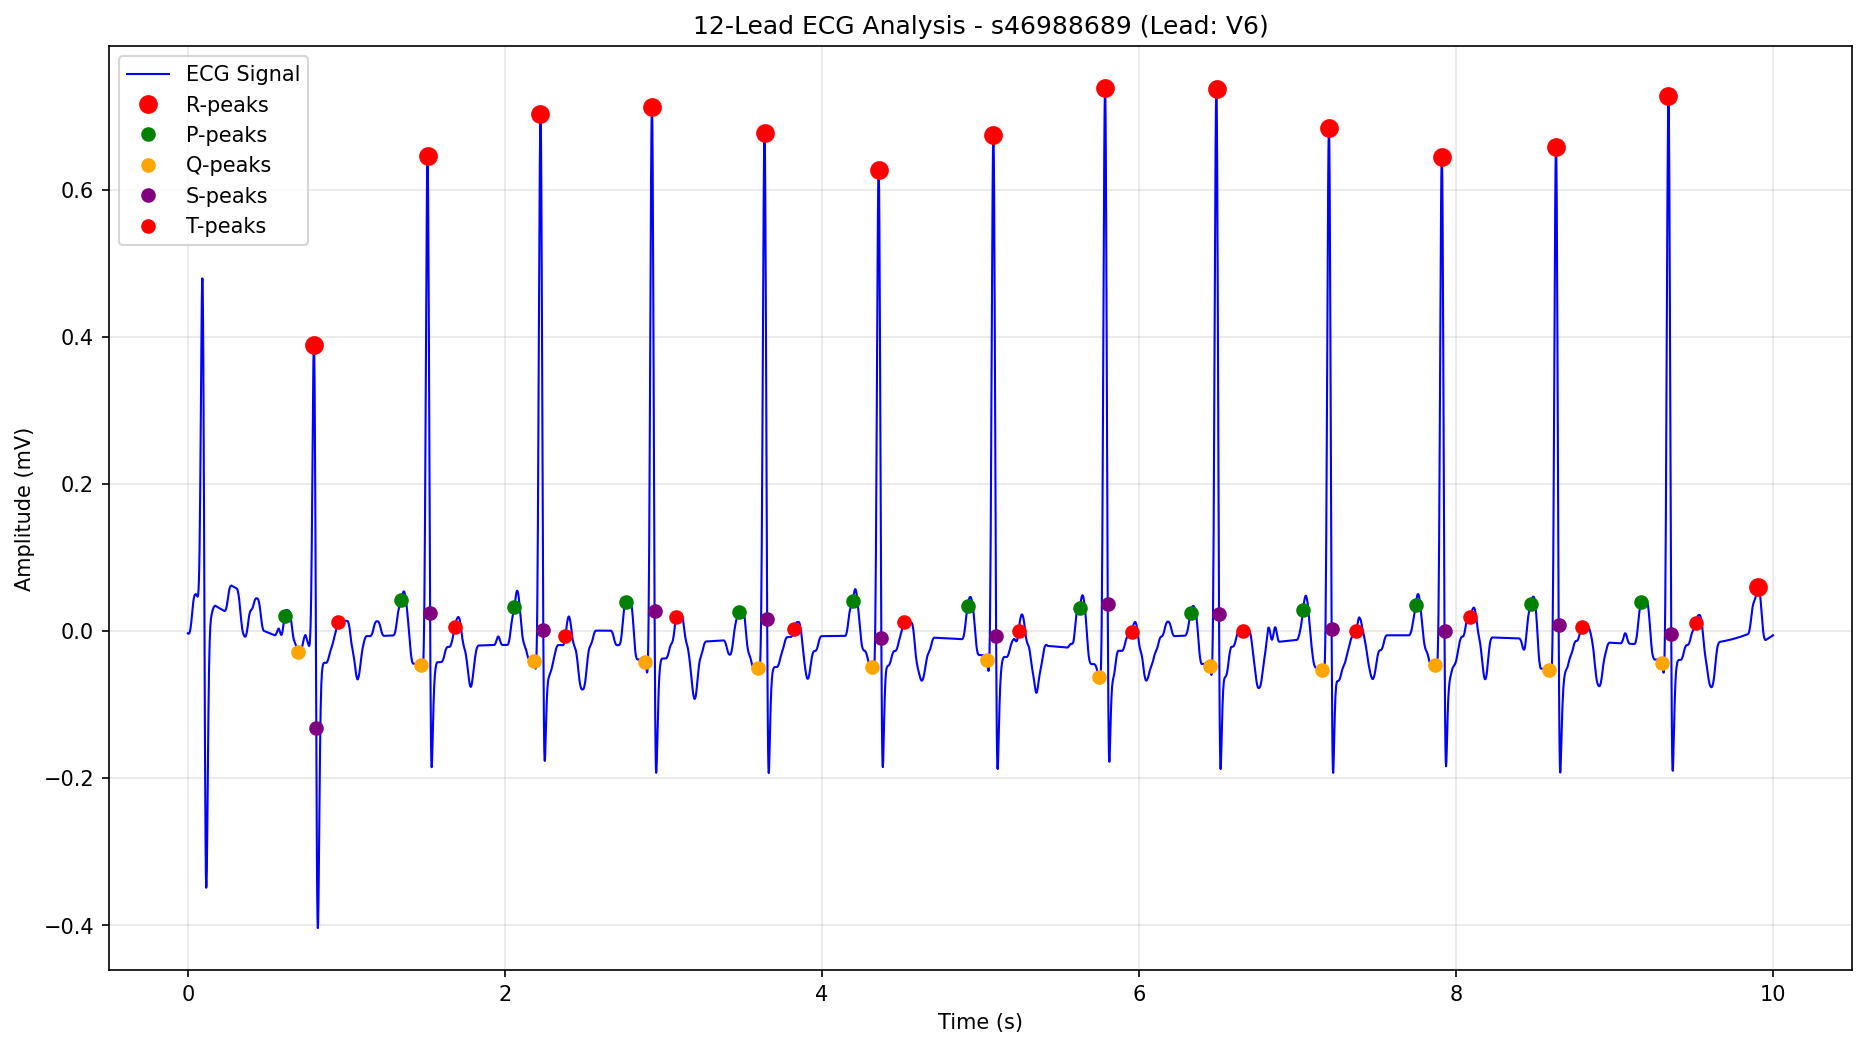 12-Lead ECG Analysis - s46988689 (Lead: V6)
ECG Signal
R-peaks
P-peaks
Q-peaks
S-peaks
T-peaks
Amplitude (mV)
0.6
0.4
0.2
0.0
−0.2
−0.4
0 2 4 6 8 10
Time (s)